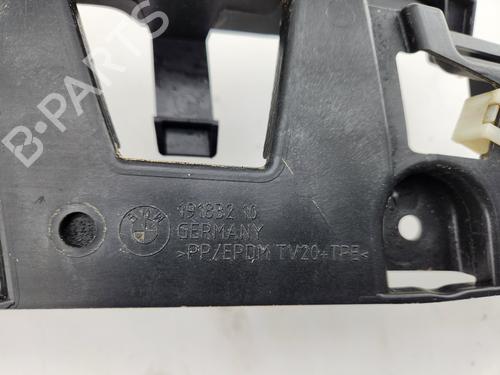 B-PARTS
BMW
191832 10
GERMANY
>PP/EPDM TV20+TPE<